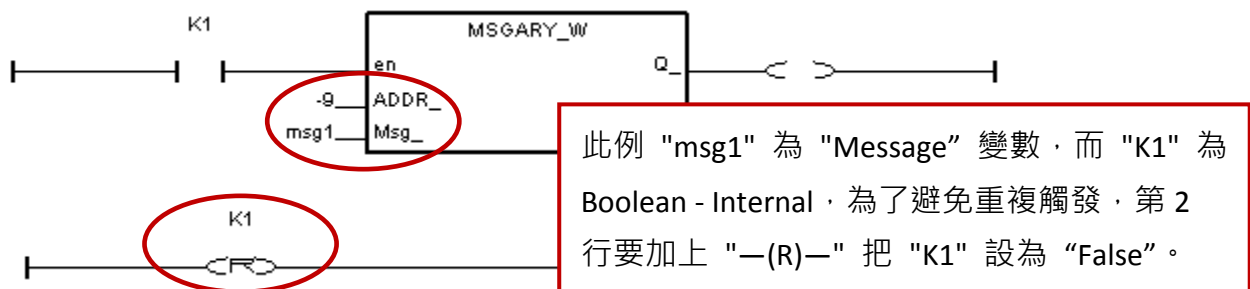 K1
MSGARY_W
en
Q_
-9
ADDR_
msg1
Msg_
此例 "msg1" 為 "Message” 變數，而 "K1" 為
Boolean - Internal，為了避免重複觸發，第 2
行要加上 "—(R)—" 把 "K1" 設為 “False”。
K1
R